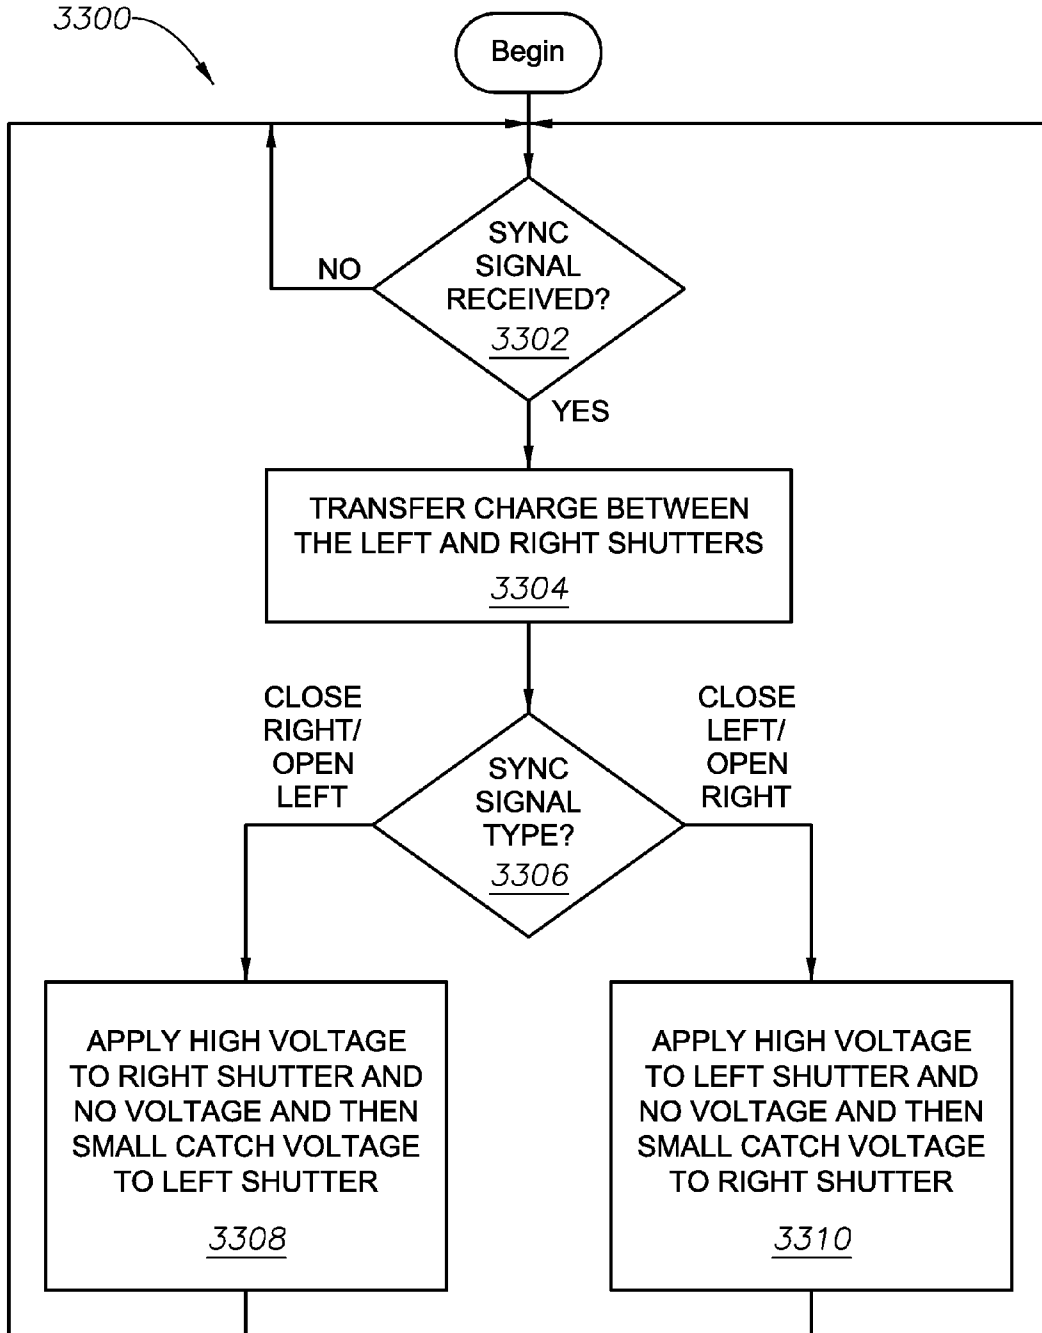 3300
Begin
SYNC
SIGNAL
RECEIVED?
3302
NO
YES
TRANSFER CHARGE BETWEEN
THE LEFT AND RIGHT SHUTTERS
3304
CLOSE
RIGHT/
OPEN
LEFT
CLOSE
LEFT/
OPEN
RIGHT
SYNC
SIGNAL
TYPE?
3306
APPLY HIGH VOLTAGE
TO RIGHT SHUTTER AND
NO VOLTAGE AND THEN
SMALL CATCH VOLTAGE
TO LEFT SHUTTER
3308
APPLY HIGH VOLTAGE
TO LEFT SHUTTER AND
NO VOLTAGE AND THEN
SMALL CATCH VOLTAGE
TO RIGHT SHUTTER
3310